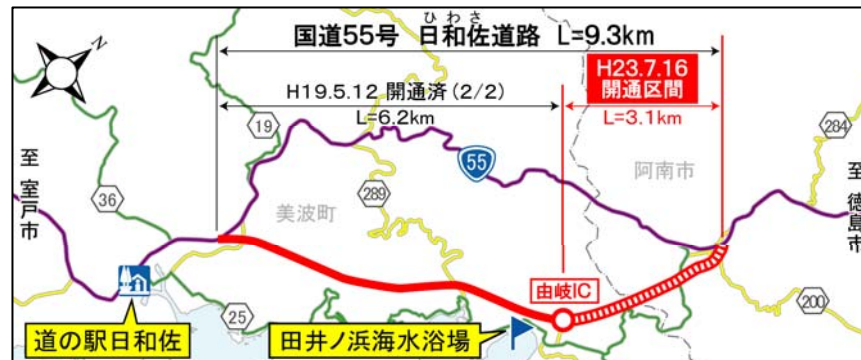 ひわさ
国道55号 日和佐道路 L=9.3km
H19.5.12 開通済(2/2)
L=6.2km
H23.7.16
開通区間
L=3.1km
N
19
284
至 室戸市
36
55
阿南市
至 徳島市
289
美波町
由岐IC
200
25
道の駅日和佐
田井ノ浜海水浴場